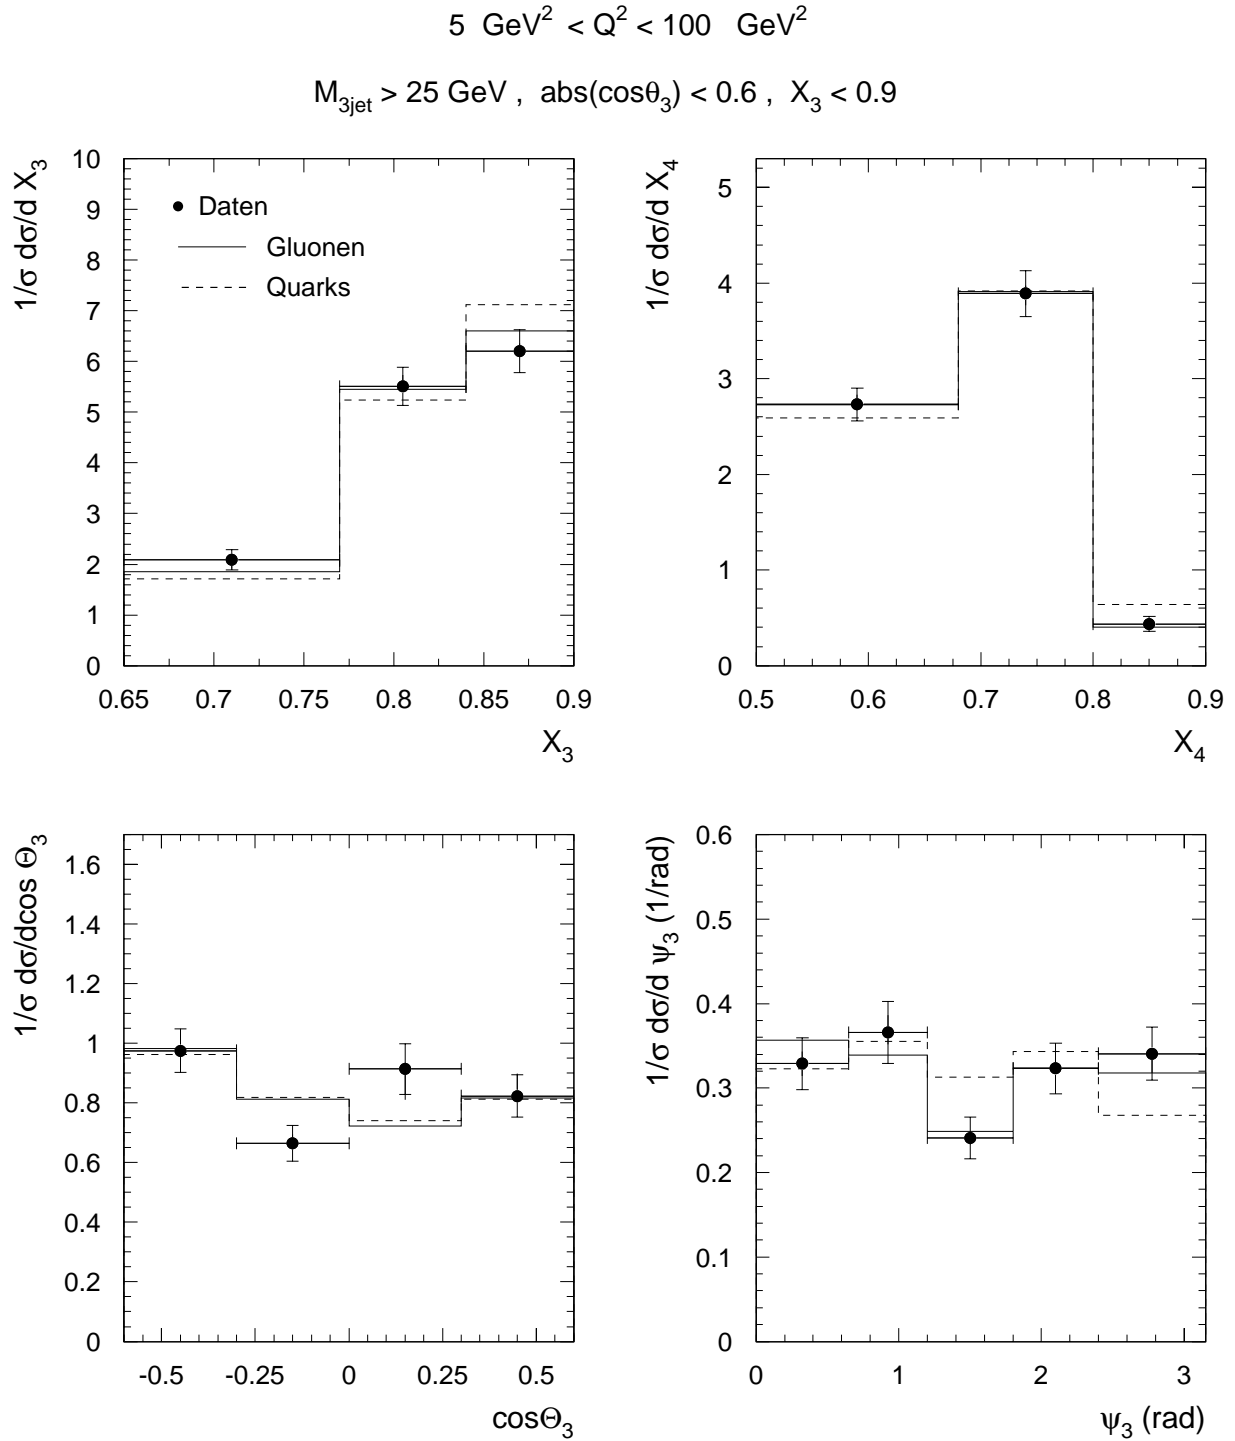 5 GeV² < Q² < 100 GeV²
M₃jet > 25 GeV , abs(cosθ₃) < 0.6 , X₃ < 0.9
1/σ dσ/d X₃
10
9
8
7
6
5
4
3
2
1
0
Daten
Gluonen
Quarks
0.65 0.7 0.75 0.8 0.85 0.9
X₃
1/σ dσ/d X₄
5
4
3
2
1
0
0.5 0.6 0.7 0.8 0.9
X₄
1/σ dσ/dcos Θ₃
1.6
1.4
1.2
1
0.8
0.6
0.4
0.2
0
-0.5 -0.25 0 0.25 0.5
cosΘ₃
1/σ dσ/d ψ₃ (1/rad)
0.6
0.5
0.4
0.3
0.2
0.1
0
0 1 2 3
ψ₃ (rad)